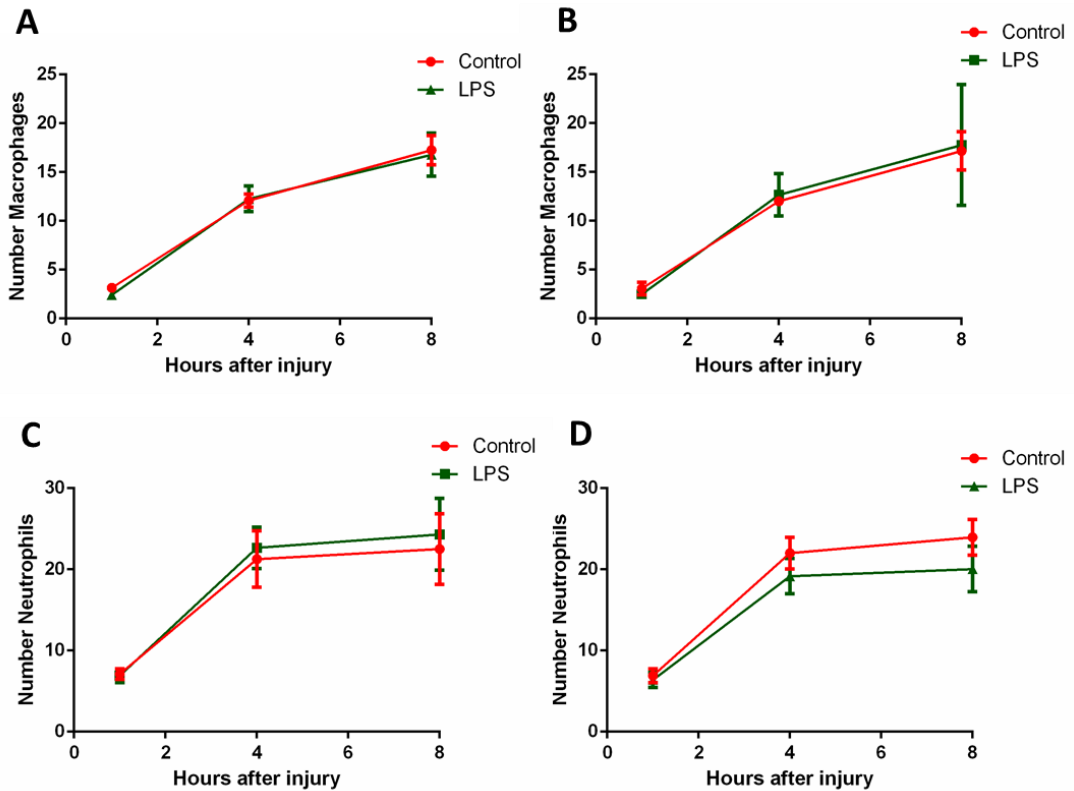 A
Control
LPS
25
20
15
10
5
0
Number Macrophages
0 2 4 6 8
Hours after injury
B
Control
LPS
25
20
15
10
5
0
Number Macrophages
0 2 4 6 8
Hours after injury
C
Control
LPS
30
20
10
0
Number Neutrophils
0 2 4 6 8
Hours after injury
D
Control
LPS
30
20
10
0
Number Neutrophils
0 2 4 6 8
Hours after injury